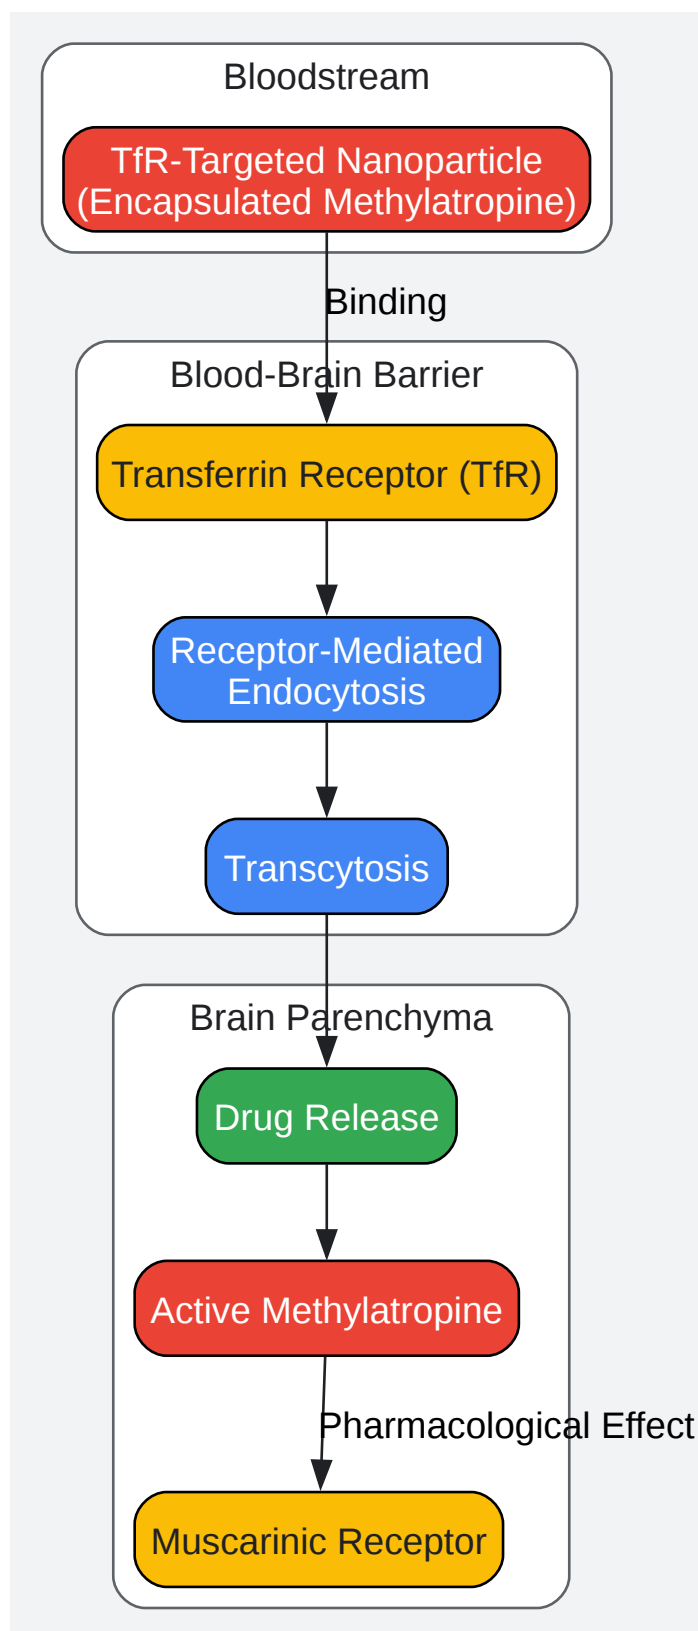 Bloodstream
TfR-Targeted Nanoparticle
(Encapsulated Methylatropine)
Binding
Blood-Brain Barrier
Transferrin Receptor (TfR)
Receptor-Mediated
Endocytosis
Transcytosis
Brain Parenchyma
Drug Release
Active Methylatropine
Pharmacological Effect
Muscarinic Receptor